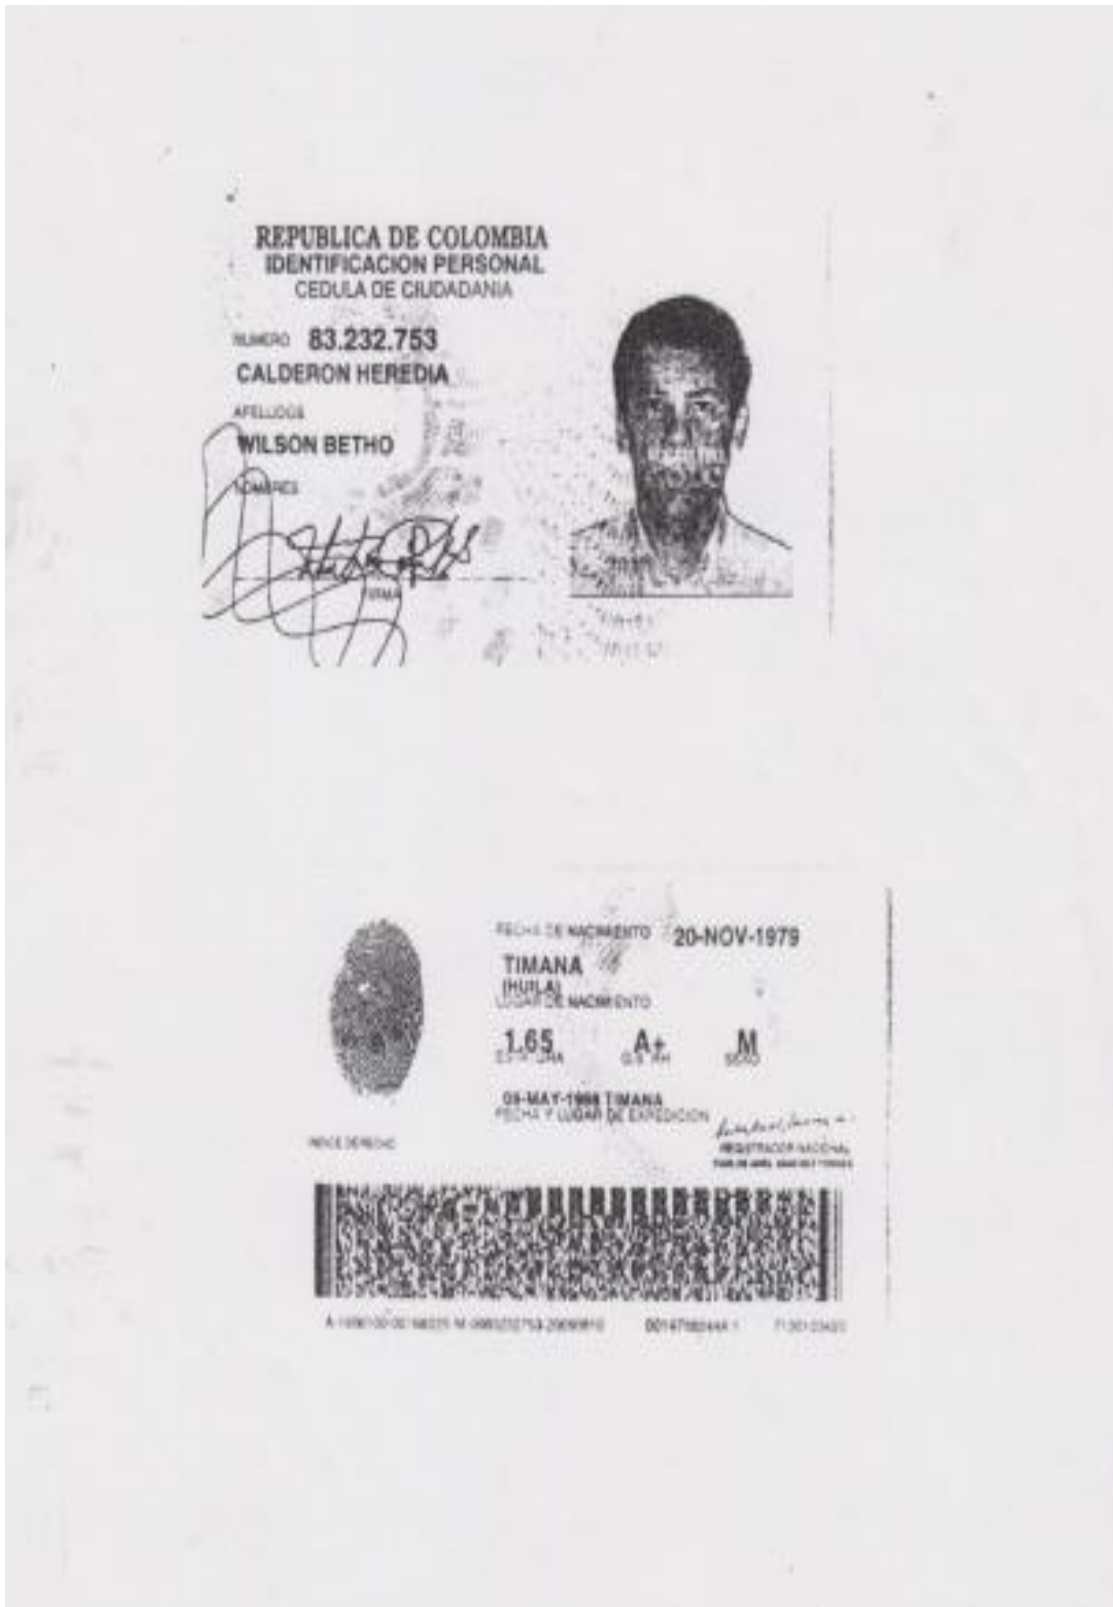 REPUBLICA DE COLOMBIA
IDENTIFICACION PERSONAL
CEDULA DE CIUDADANIA
NUMERO 83.232.753
CALDERON HEREDIA
APELLIDOS
WILSON BETHO
NOMBRES
FIRMA
FECHA DE NACIMIENTO 20-NOV-1979
TIMANA
(HUILA)
LUGAR DE NACIMIENTO
1.65 A+ M
ESTATURA G.S. RH SEXO
TIMANA
FECHA Y LUGAR DE EXPEDICION
INDICE DERECHO
REGISTRADOR NACIONAL